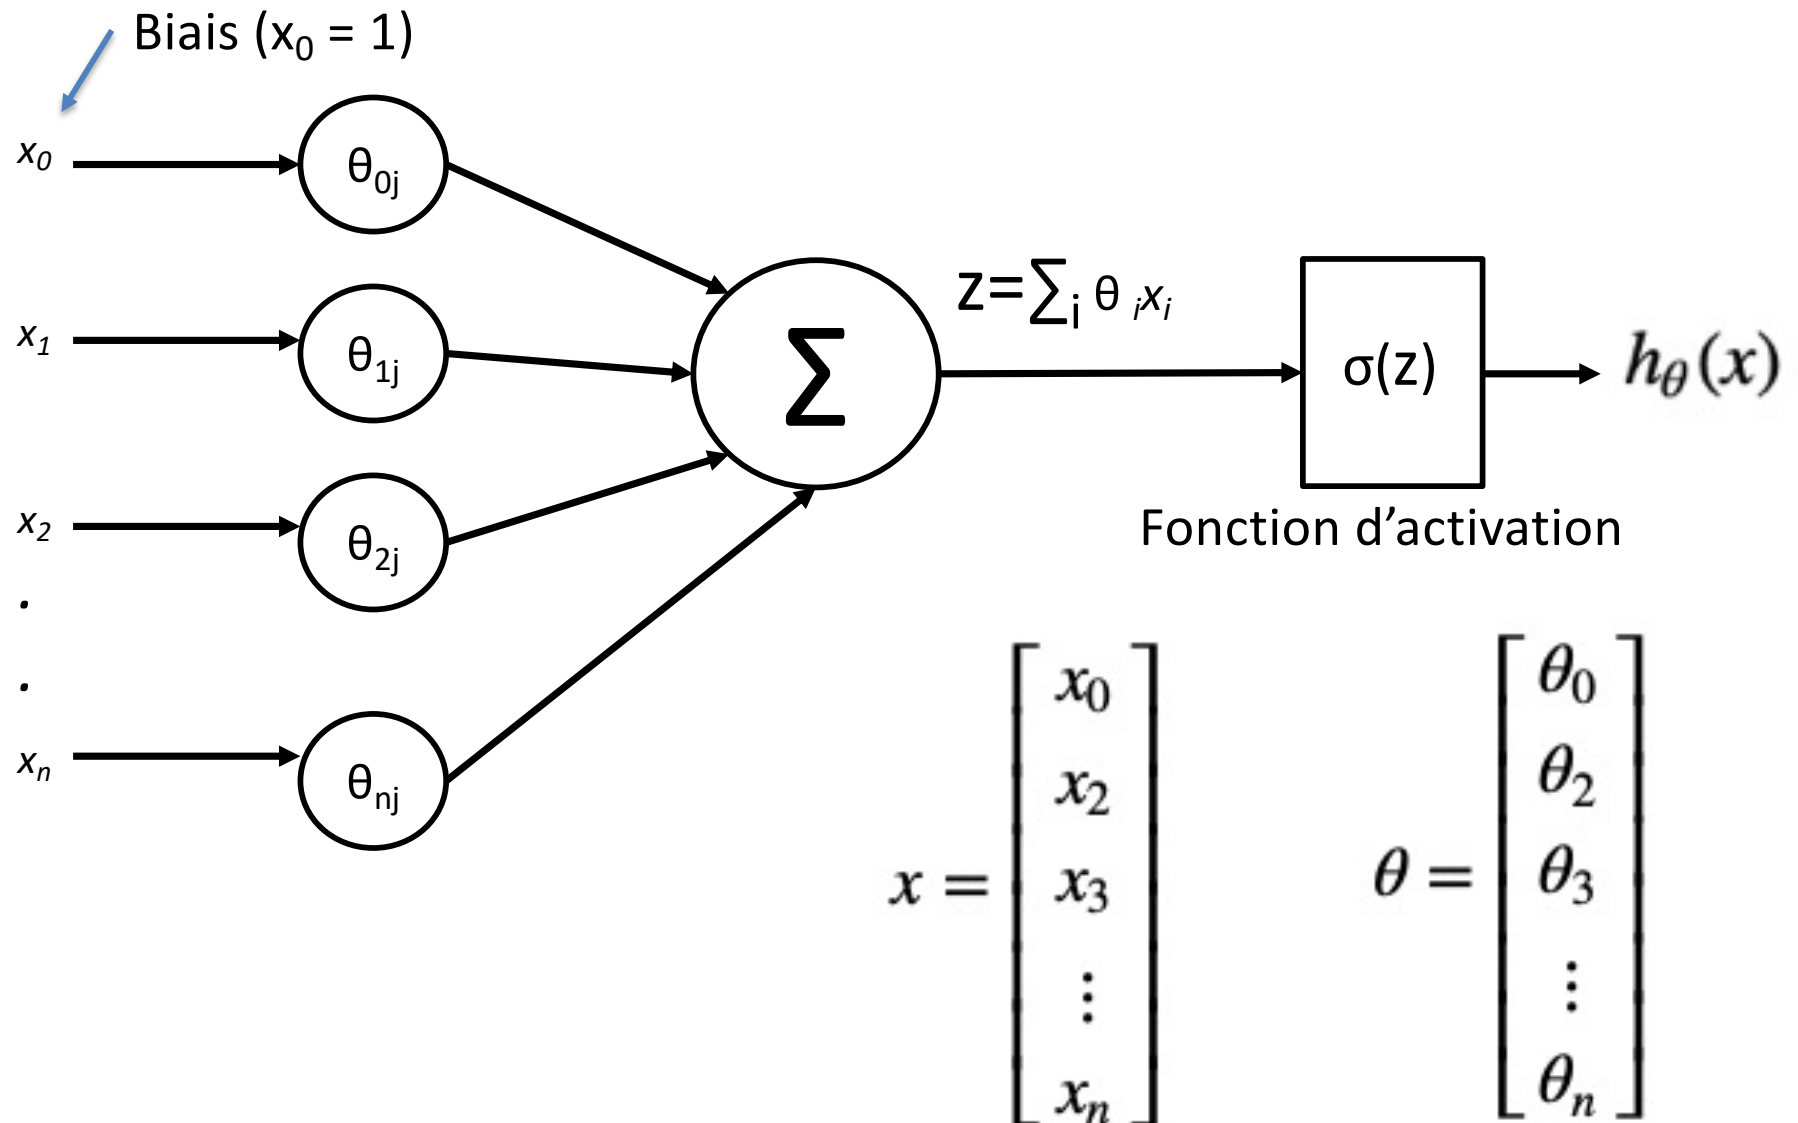 Biais (x₀ = 1)
x₀
θ₀ⱼ
x₁
θ₁ⱼ
x₂
θ₂ⱼ
.
.
xₙ
θₙⱼ
∑
z=∑ᵢ θ ᵢxᵢ
σ(z)
h_θ(x)
Fonction d’activation
x =
x₀
x₂
x₃
⋮
xₙ
θ =
θ₀
θ₂
θ₃
⋮
θₙ